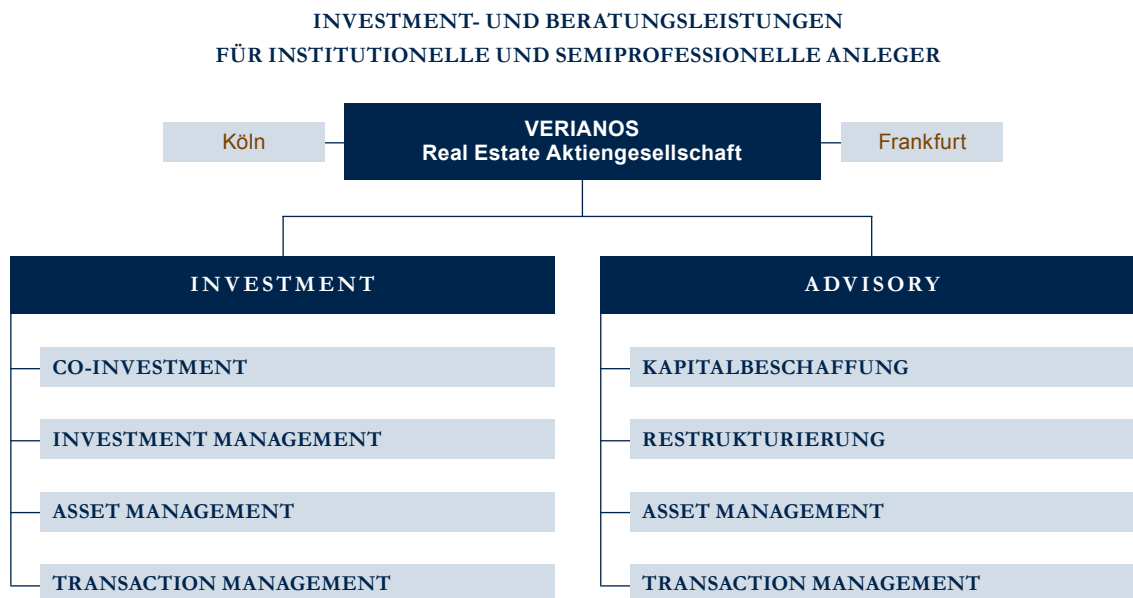 INVESTMENT- UND BERATUNGSLEISTUNGEN
FÜR INSTITUTIONELLE UND SEMIPROFESSIONELLE ANLEGER
Köln
VERIANOS
Real Estate Aktiengesellschaft
Frankfurt
INVESTMENT
CO-INVESTMENT
INVESTMENT MANAGEMENT
ASSET MANAGEMENT
TRANSACTION MANAGEMENT
ADVISORY
KAPITALBESCHAFFUNG
RESTRUKTURIERUNG
ASSET MANAGEMENT
TRANSACTION MANAGEMENT